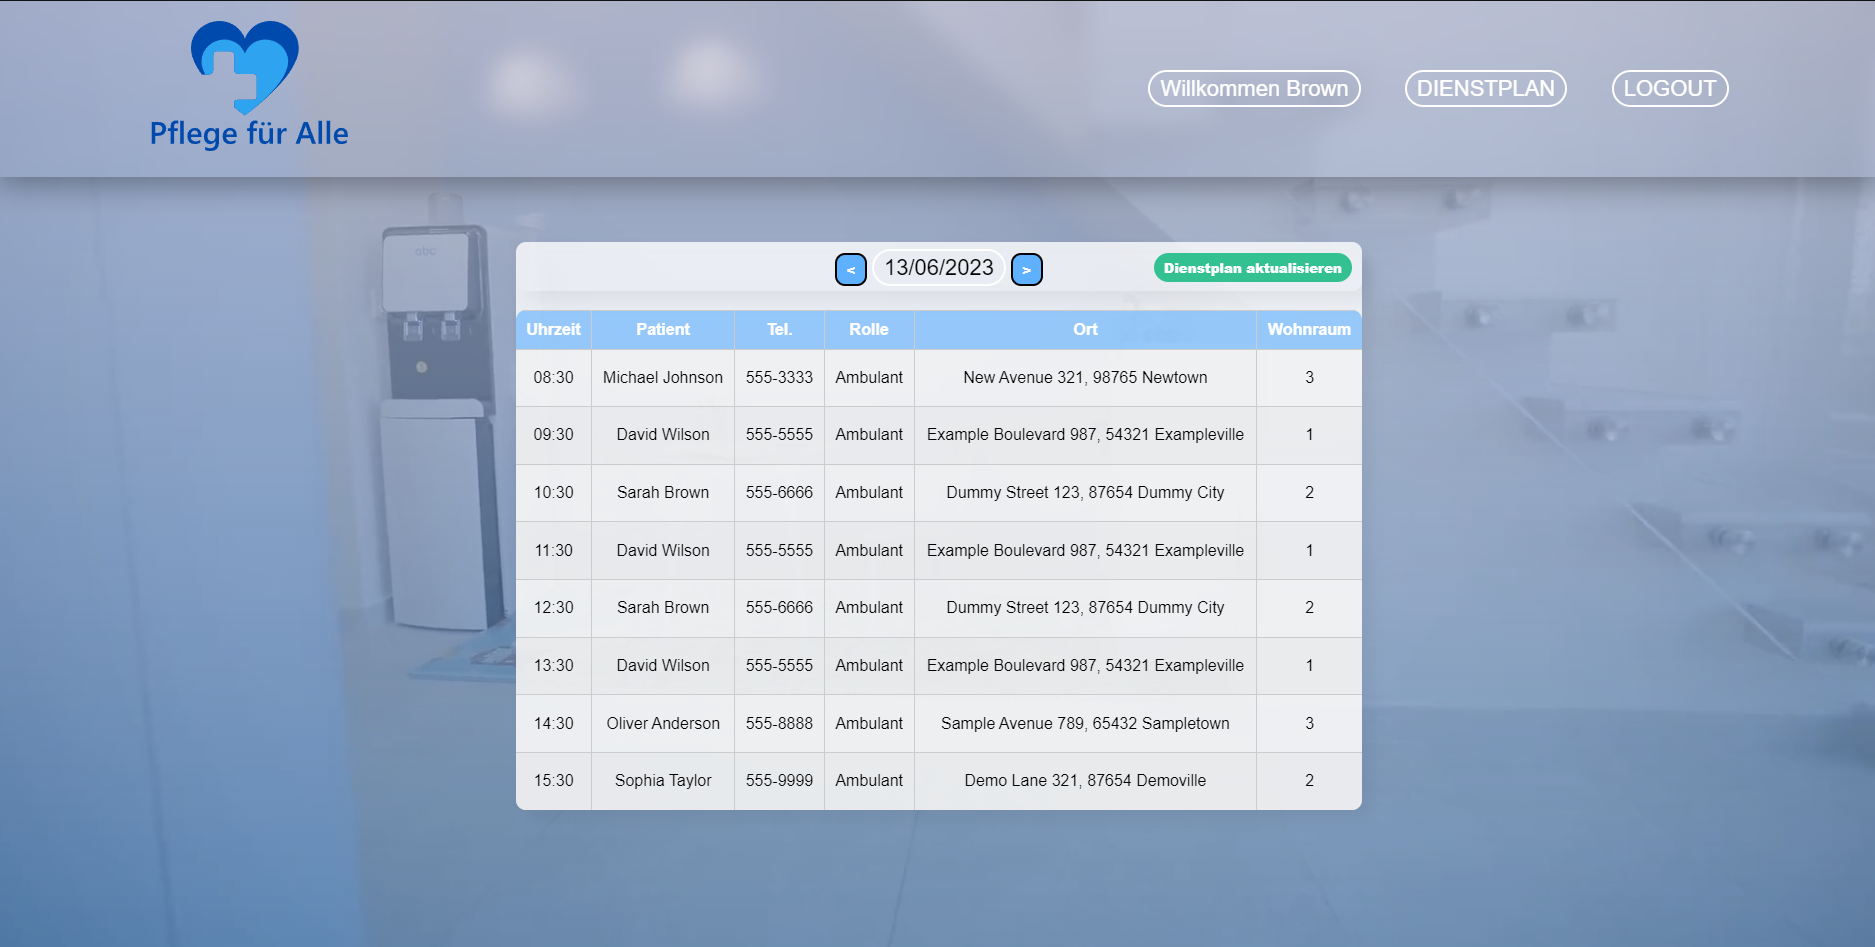 Pflege für Alle
Willkommen Brown DIENSTPLAN LOGOUT
abc
< 13/06/2023 > Dienstplan aktualisieren
Uhrzeit Patient Tel. Rolle Ort Wohnraum
08:30 Michael Johnson 555-3333 Ambulant New Avenue 321, 98765 Newtown 3
09:30 David Wilson 555-5555 Ambulant Example Boulevard 987, 54321 Exampleville 1
10:30 Sarah Brown 555-6666 Ambulant Dummy Street 123, 87654 Dummy City 2
11:30 David Wilson 555-5555 Ambulant Example Boulevard 987, 54321 Exampleville 1
12:30 Sarah Brown 555-6666 Ambulant Dummy Street 123, 87654 Dummy City 2
13:30 David Wilson 555-5555 Ambulant Example Boulevard 987, 54321 Exampleville 1
14:30 Oliver Anderson 555-8888 Ambulant Sample Avenue 789, 65432 Sampletown 3
15:30 Sophia Taylor 555-9999 Ambulant Demo Lane 321, 87654 Demoville 2